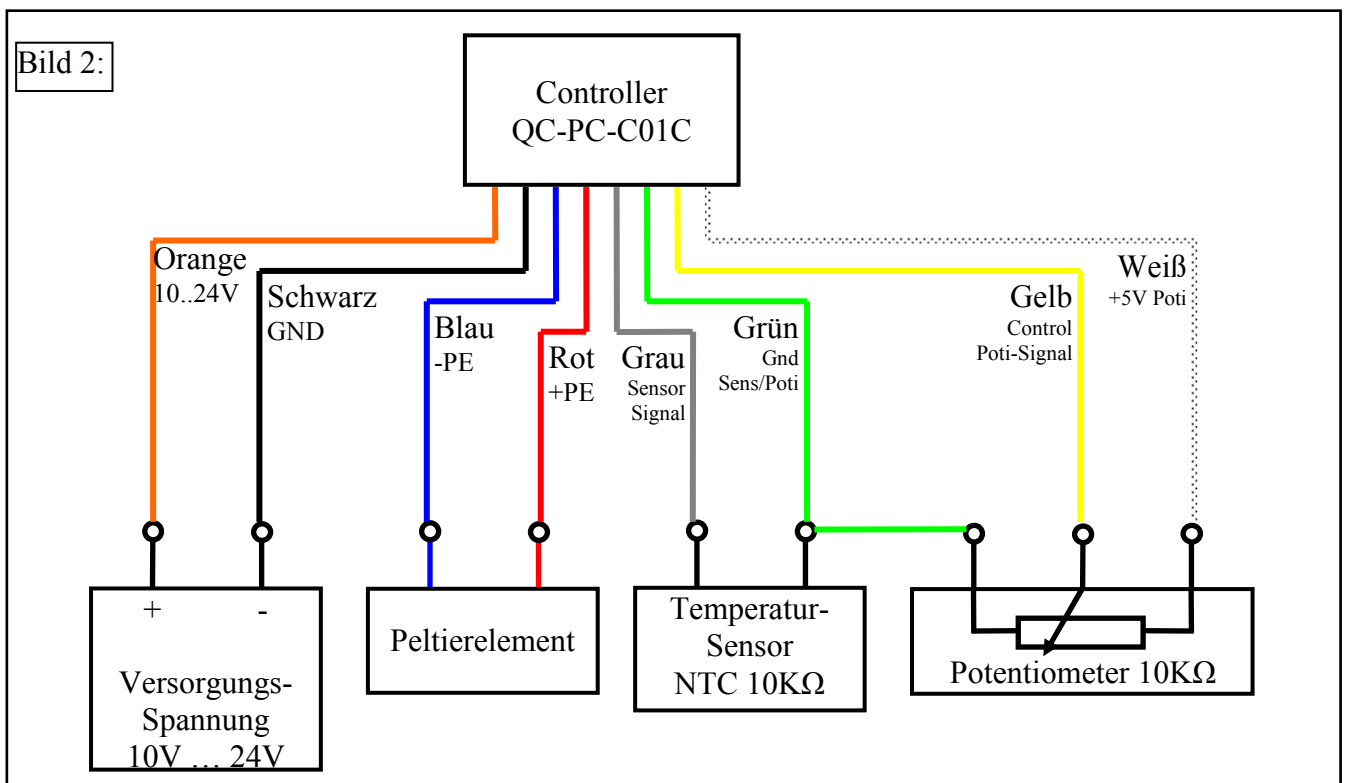 Bild 2:
Controller
QC-PC-C01C
Orange
10..24V
Schwarz
GND
Blau
-PE
Rot
+PE
Grau
Sensor
Signal
Grün
Gnd
Sens/Poti
Gelb
Control
Poti-Signal
Weiß
+5V Poti
+ -
Versorgungs-
Spannung
10V … 24V
Peltierelement
Temperatur-
Sensor
NTC 10KΩ
Potentiometer 10KΩ